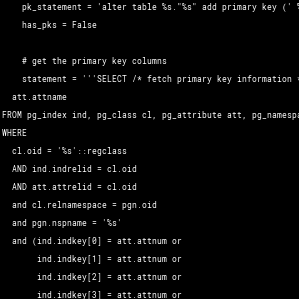 pk_statement = 'alter table %s."%s" add primary key (' %
has_pks = False
# get the primary key columns
statement = '''SELECT /* fetch primary key information =
att.attname
FROM pg_index ind, pg_class cl, pg_attribute att, pg_namespa
WHERE
cl.oid = '%s'::regclass
AND ind.indrelid = cl.oid
AND att.attrelid = cl.oid
and cl.relnamespace = pgn.oid
and pgn.nspname = '%s'
and (ind.indkey[0] = att.attnum or
ind.indkey[1] = att.attnum or
ind.indkey[2] = att.attnum or
ind.indkey[3] = att.attnum or